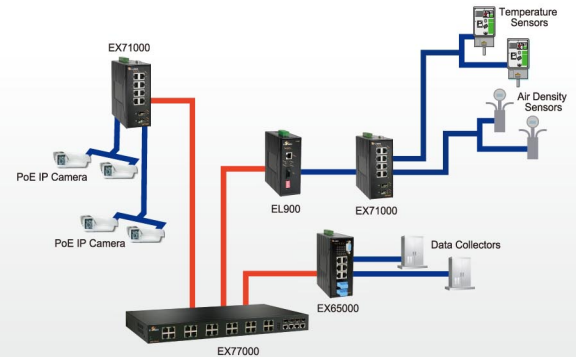 Temperature
Sensors
EX71000
Air Density
Sensors
PoE IP Camera
EL900
EX71000
PoE IP Camera
Data Collectors
EX65000
EX77000